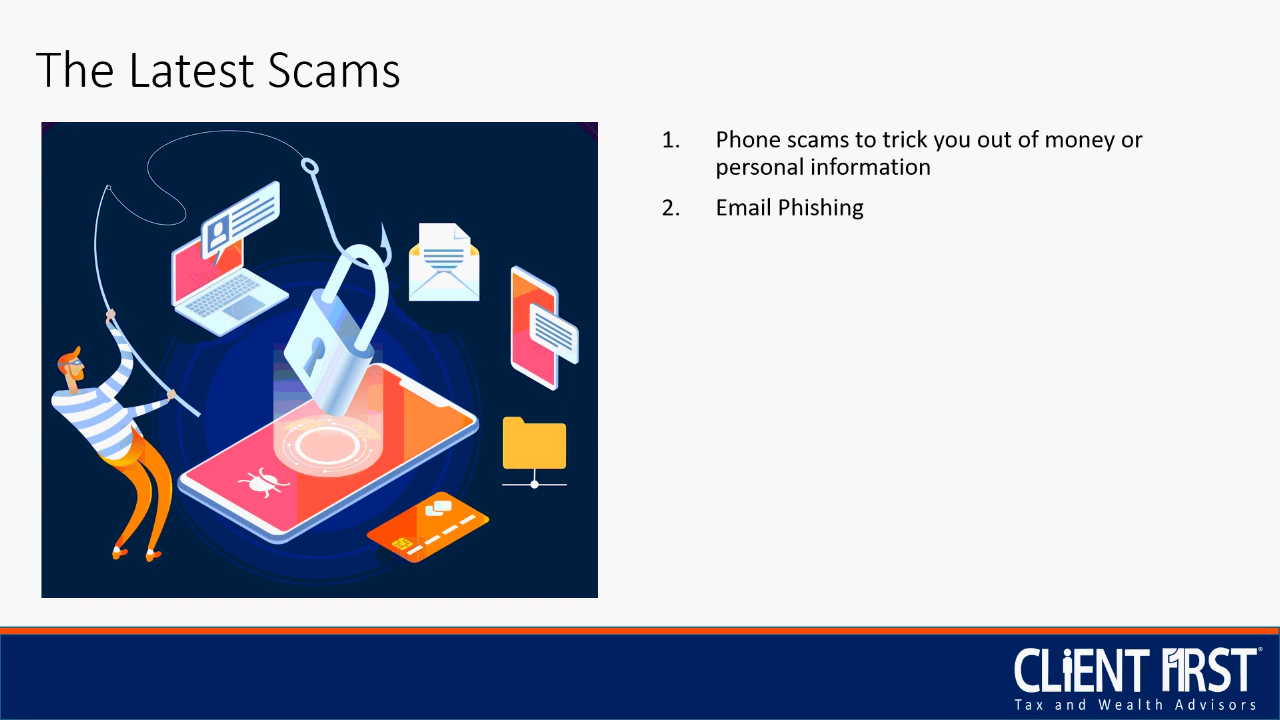 The Latest Scams
1. Phone scams to trick you out of money or
personal information
2. Email Phishing
CLiENT FIRST®
Tax and Wealth Advisors